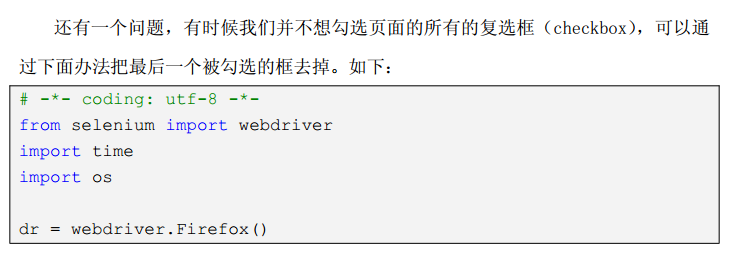 还有一个问题，有时候我们并不想勾选页面的所有的复选框（checkbox），可以通
过下面办法把最后一个被勾选的框去掉。如下：
# -*- coding: utf-8 -*-
from selenium import webdriver
import time
import os
dr = webdriver.Firefox()